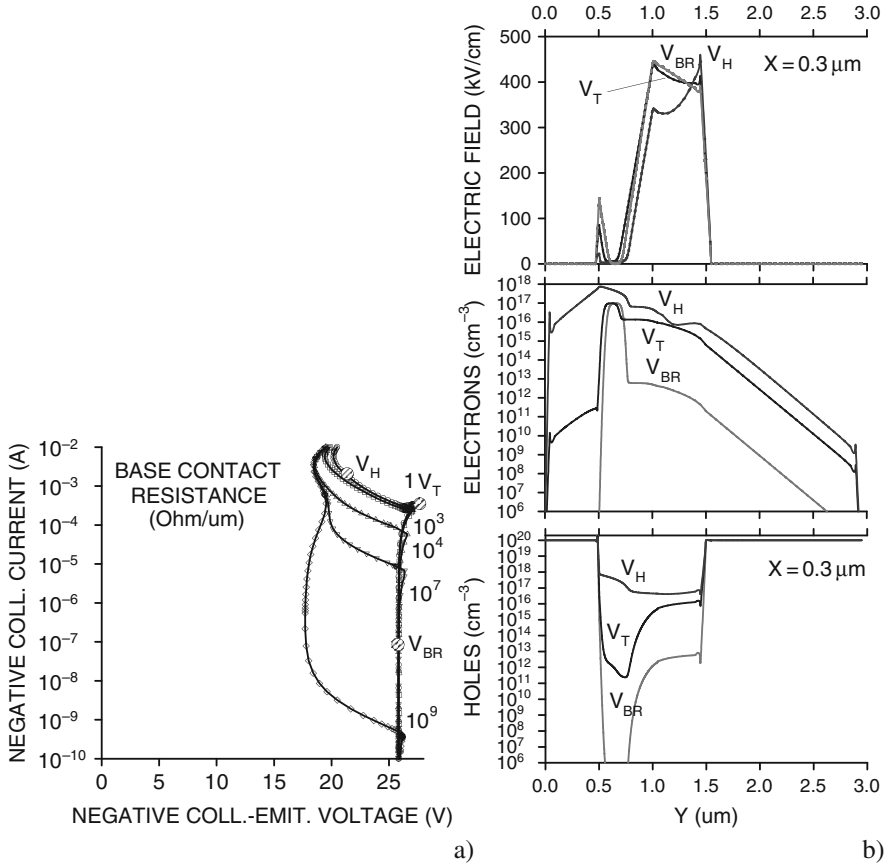 0.0 0.5 1.0 1.5 2.0 2.5 3.0
500
400
300
200
100
0
ELECTRIC FIELD (kV/cm)
V_BR
V_H
V_T
X = 0.3 μm
10^18
10^17
10^16
10^15
10^14
10^13
10^12
10^11
10^10
10^9
10^8
10^7
10^6
ELECTRONS (cm^−3)
V_H
V_T
V_BR
10^20
10^19
10^18
10^17
10^16
10^15
10^14
10^13
10^12
10^11
10^10
10^9
10^8
10^7
10^6
HOLES (cm^−3)
V_H
X = 0.3 μm
V_T
V_BR
0.0 0.5 1.0 1.5 2.0 2.5 3.0
Y (um)
b)
10^−2
10^−3
10^−4
10^−5
10^−6
10^−7
10^−8
10^−9
10^−10
NEGATIVE COLL. CURRENT (A)
BASE CONTACT
RESISTANCE
(Ohm/um)
V_H
1 V_T
10^3
10^4
10^7
V_BR
10^9
0 5 10 15 20 25
NEGATIVE COLL.-EMIT. VOLTAGE (V)
a)